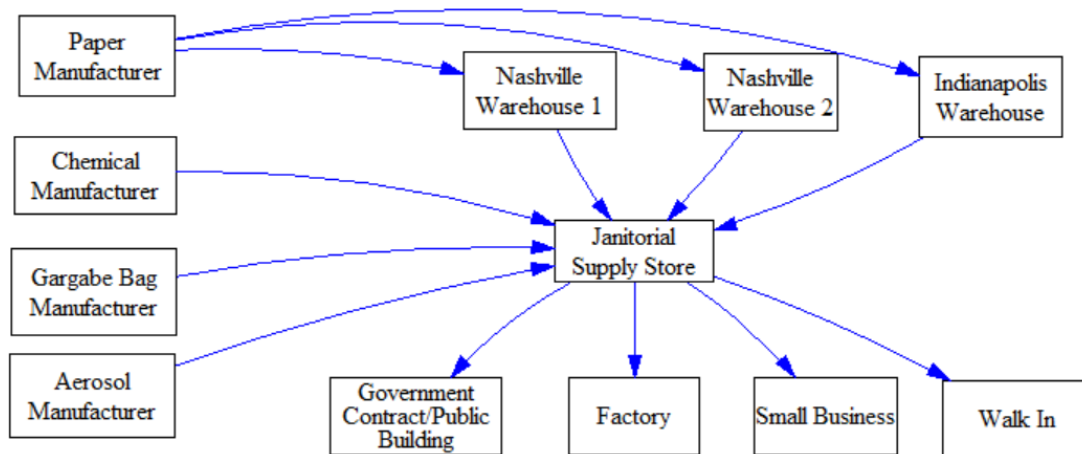 Paper
Manufacturer
Nashville
Warehouse 1
Nashville
Warehouse 2
Indianapolis
Warehouse
Chemical
Manufacturer
Janitorial
Supply Store
Gargabe Bag
Manufacturer
Aerosol
Manufacturer
Government
Contract/Public
Building
Factory
Small Business
Walk In